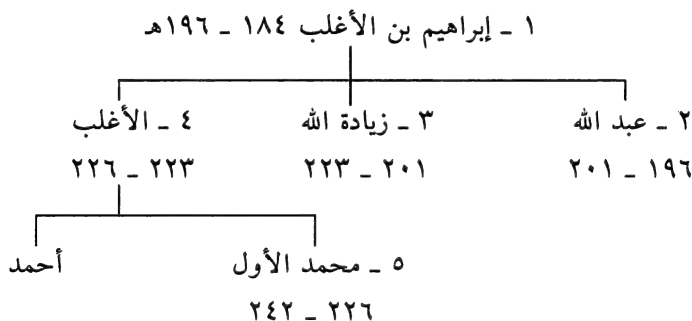 ١ ـ إبراهيم بن الأغلب ١٨٤ ـ ١٩٦هـ
٢ ـ عبد الله ٣ ـ زيادة الله ٤ ـ الأغلب
١٩٦ ـ ٢٠١ ٢٠١ ـ ٢٢٣ ٢٢٣ ـ ٢٢٦
٥ ـ محمد الأول أحمد
٢٢٦ ـ ٢٤٢